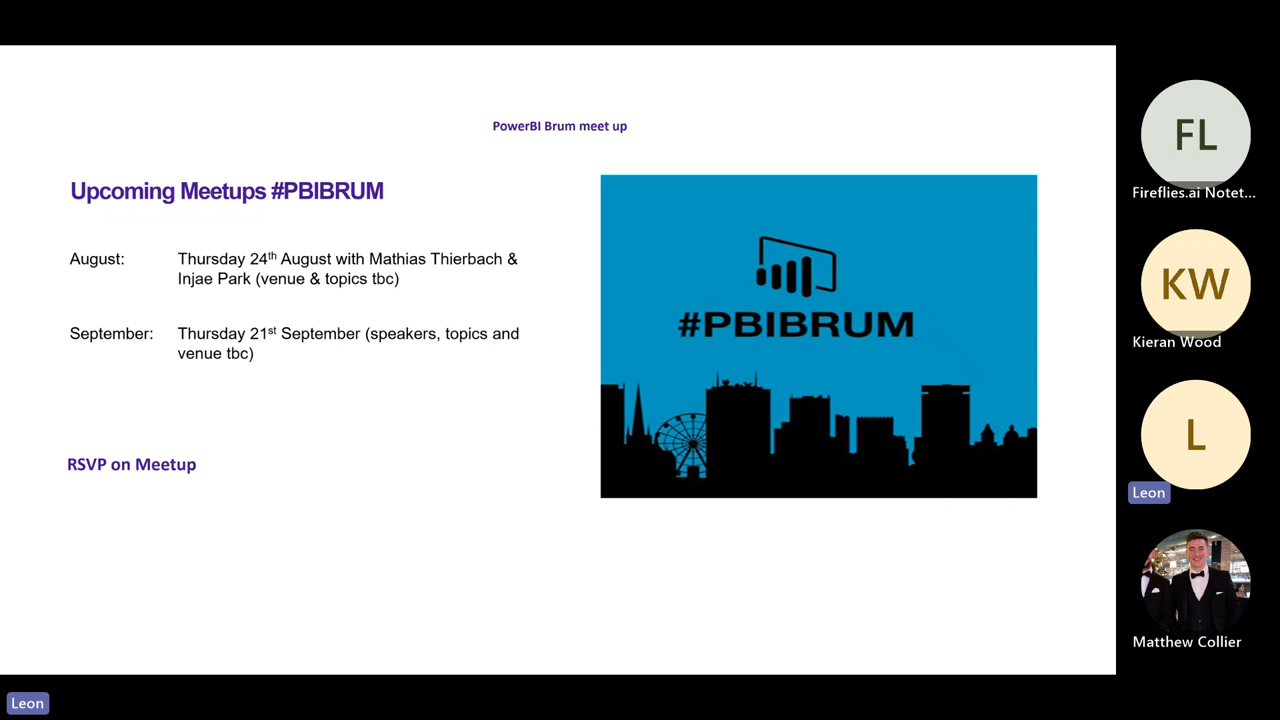 PowerBI Brum meet up
Upcoming Meetups #PBIBRUM
August: Thursday 24th August with Mathias Thierbach &
Injae Park (venue & topics tbc)
September: Thursday 21st September (speakers, topics and
venue tbc)
RSVP on Meetup
#PBIBRUM
FL
Fireflies.ai Notet...
KW
Kieran Wood
L
Leon
Matthew Collier
Leon